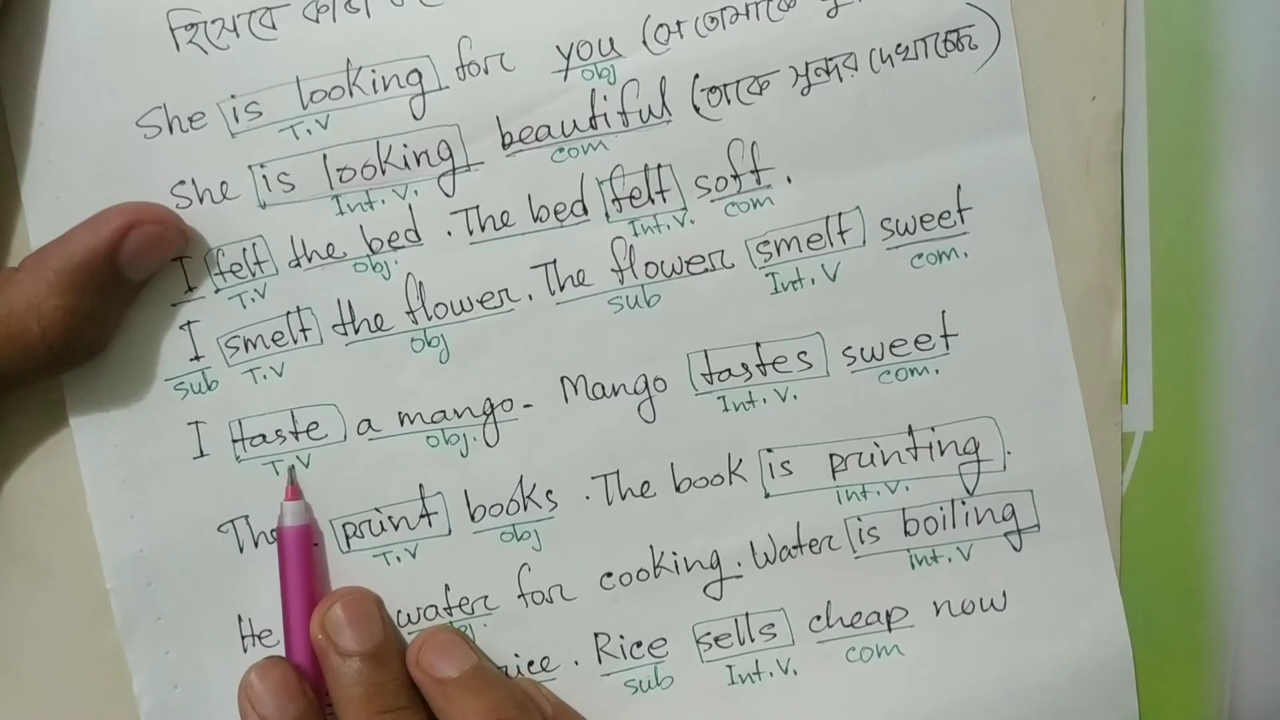 হিসেবে
She is looking for you (সে তোমাকে
obj
T.V
She is looking beautiful (তাকে সুন্দর দেখাচ্ছে)
com
Int. V.
I felt the bed. The bed felt soft.
T.V obj. Int. V. com
I smelt the flower. The flower smelt sweet
sub T.V obj sub Int. V com.
I taste a mango- Mango tastes sweet
T.V obj. Int. V. com.
The print books. The book is printing.
T.V obj int. V.
He water for cooking. Water is boiling
int. V
rice. Rice sells cheap now
sub Int. V. com